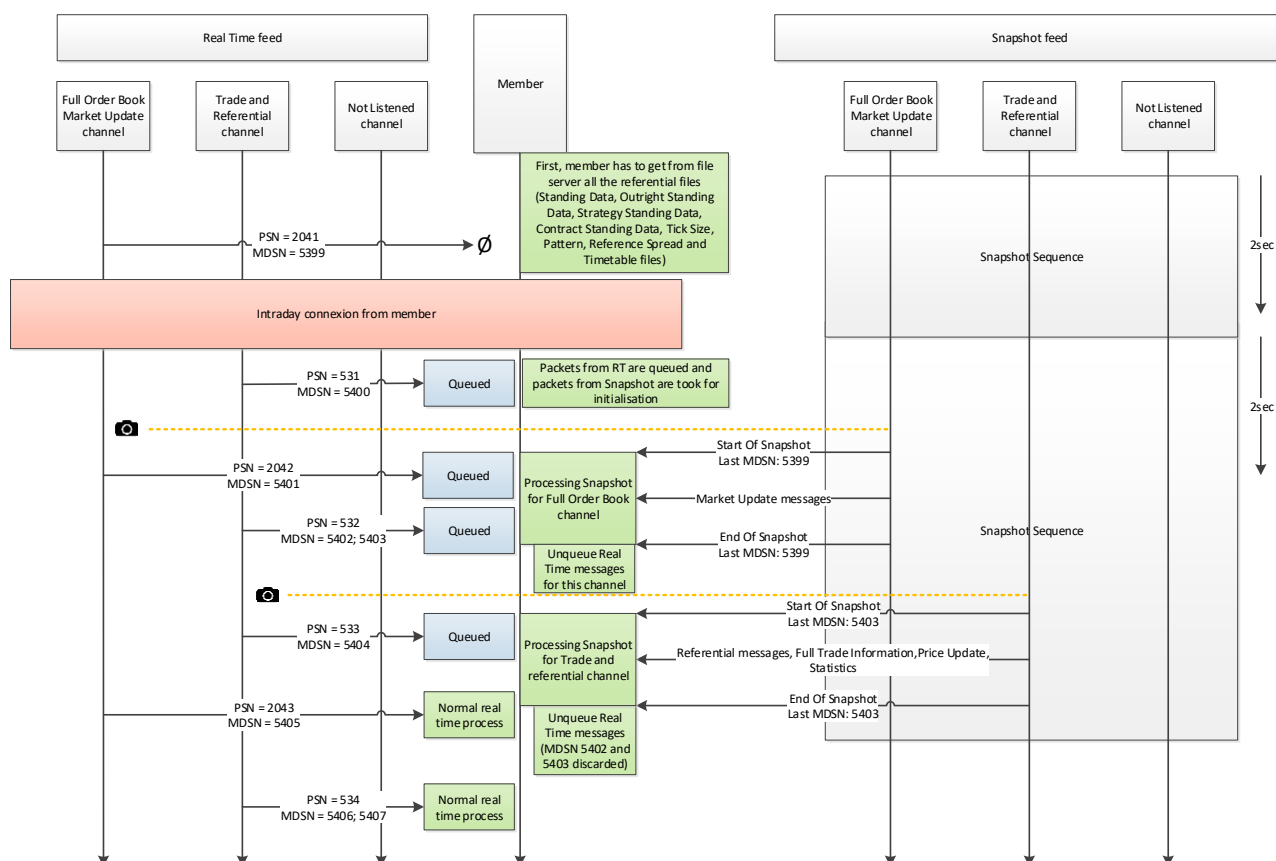 Real Time feed
Member
Snapshot feed
Full Order Book
Market Update
channel
Trade and
Referential
channel
Not Listened
channel
Full Order Book
Market Update
channel
Trade and
Referential
channel
Not Listened
channel
First, member has to get from file
server all the referential files
(Standing Data, Outright Standing
Data, Strategy Standing Data,
Contract Standing Data, Tick Size,
Pattern, Reference Spread and
Timetable files)
PSN = 2041
MDSN = 5399
Ø
Snapshot Sequence
2sec
Intraday connexion from member
PSN = 531
MDSN = 5400
Queued
Packets from RT are queued and
packets from Snapshot are took for
initialisation
2sec
Start Of Snapshot
Last MDSN: 5399
PSN = 2042
MDSN = 5401
Queued
Processing Snapshot
for Full Order Book
channel
Market Update messages
PSN = 532
MDSN = 5402; 5403
Queued
End Of Snapshot
Last MDSN: 5399
Snapshot Sequence
Unqueue Real
Time messages
for this channel
Start Of Snapshot
Last MDSN: 5403
PSN = 533
MDSN = 5404
Queued
Processing Snapshot
for Trade and
referential channel
Referential messages, Full Trade Information,Price Update,
Statistics
End Of Snapshot
Last MDSN: 5403
PSN = 2043
MDSN = 5405
Normal real
time process
Unqueue Real
Time messages
(MDSN 5402 and
5403 discarded)
PSN = 534
MDSN = 5406; 5407
Normal real
time process